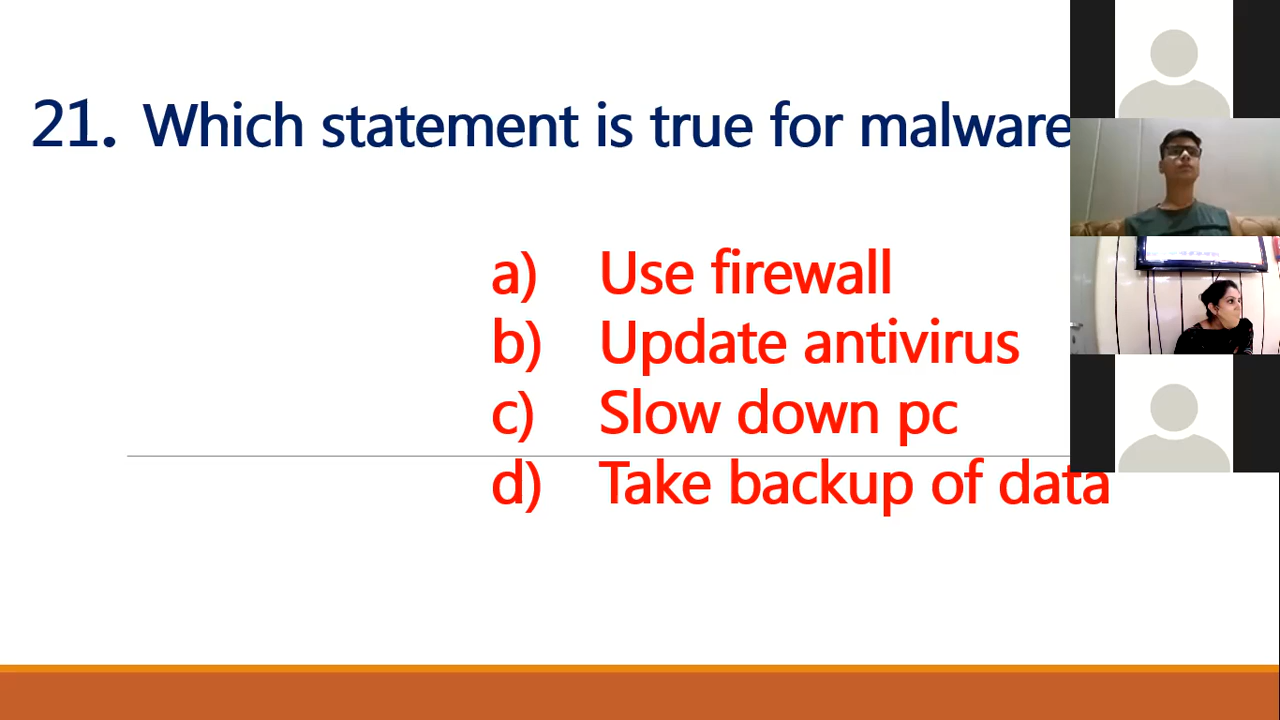 21. Which statement is true for malware
a) Use firewall
b) Update antivirus
c) Slow down pc
d) Take backup of data